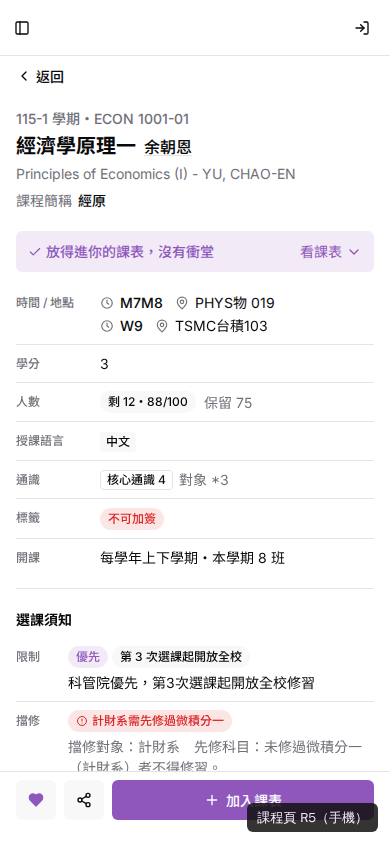 返回
115-1 學期・ECON 1001-01
經濟學原理一 余朝恩
Principles of Economics (I) - YU, CHAO-EN
課程簡稱 經原
放得進你的課表，沒有衝堂 看課表
時間 / 地點 M7M8 PHYS物 019
W9 TSMC台積103
學分 3
人數 剩 12・88/100 保留 75
授課語言 中文
通識 核心通識 4 對象 *3
標籤 不可加簽
開課 每學年上下學期・本學期 8 班
選課須知
限制 優先 第 3 次選課起開放全校
科管院優先，第3次選課起開放全校修習
擋修 計財系需先修過微積分一
擋修對象：計財系 先修科目：未修過微積分一
（計財系）者不得修習。
加入課表
課程頁 R5（手機）